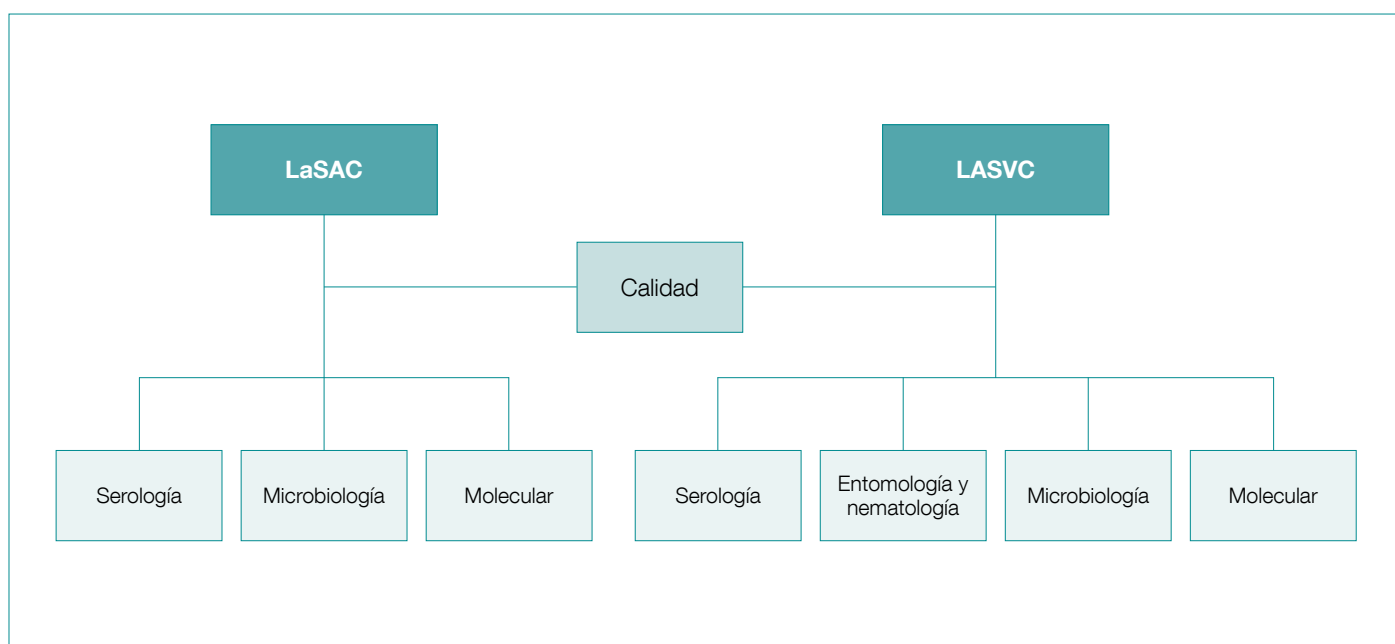 LaSAC
LASVC
Calidad
Serología
Microbiología
Molecular
Serología
Entomología y
nematología
Microbiología
Molecular